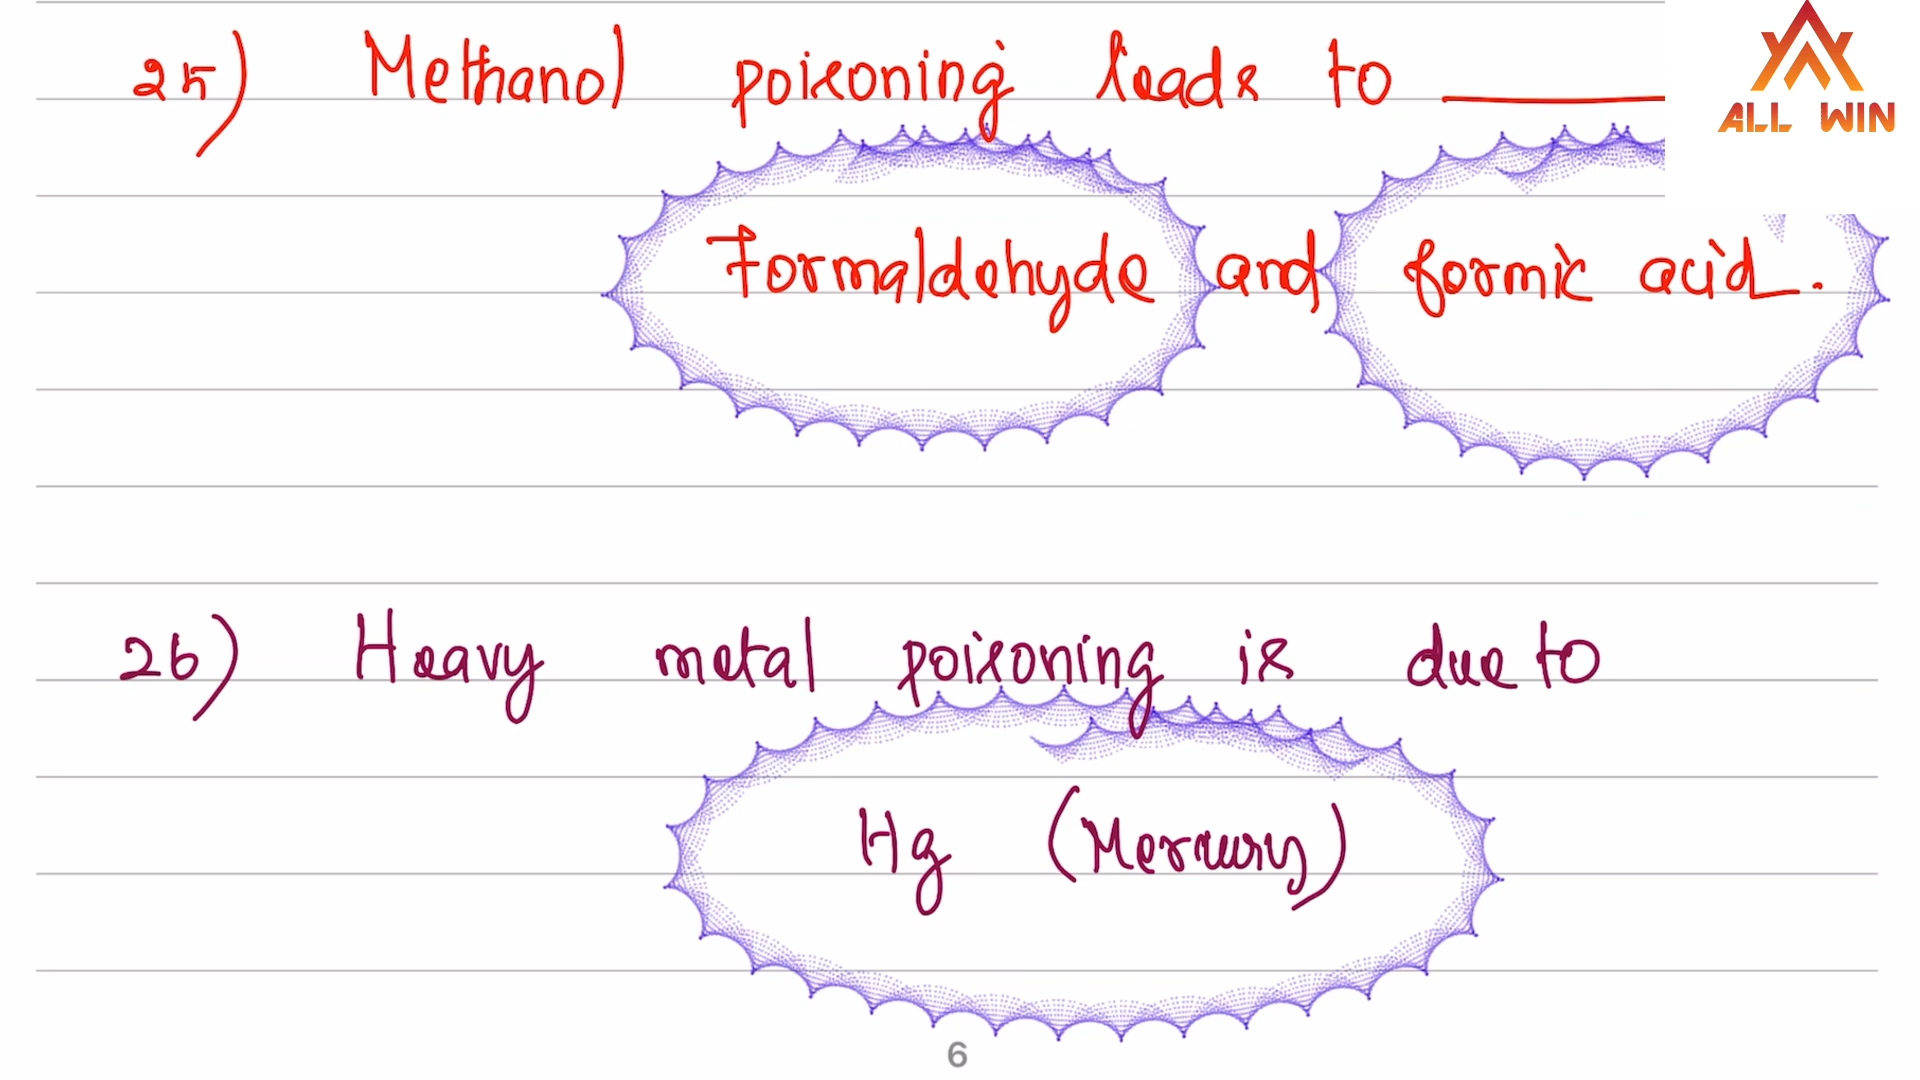 25) Methanol poisoning leads to ______
ALL WIN
Formaldehyde and formic acid.
26) Heavy metal poisoning is due to
Hg (Mercury)
6